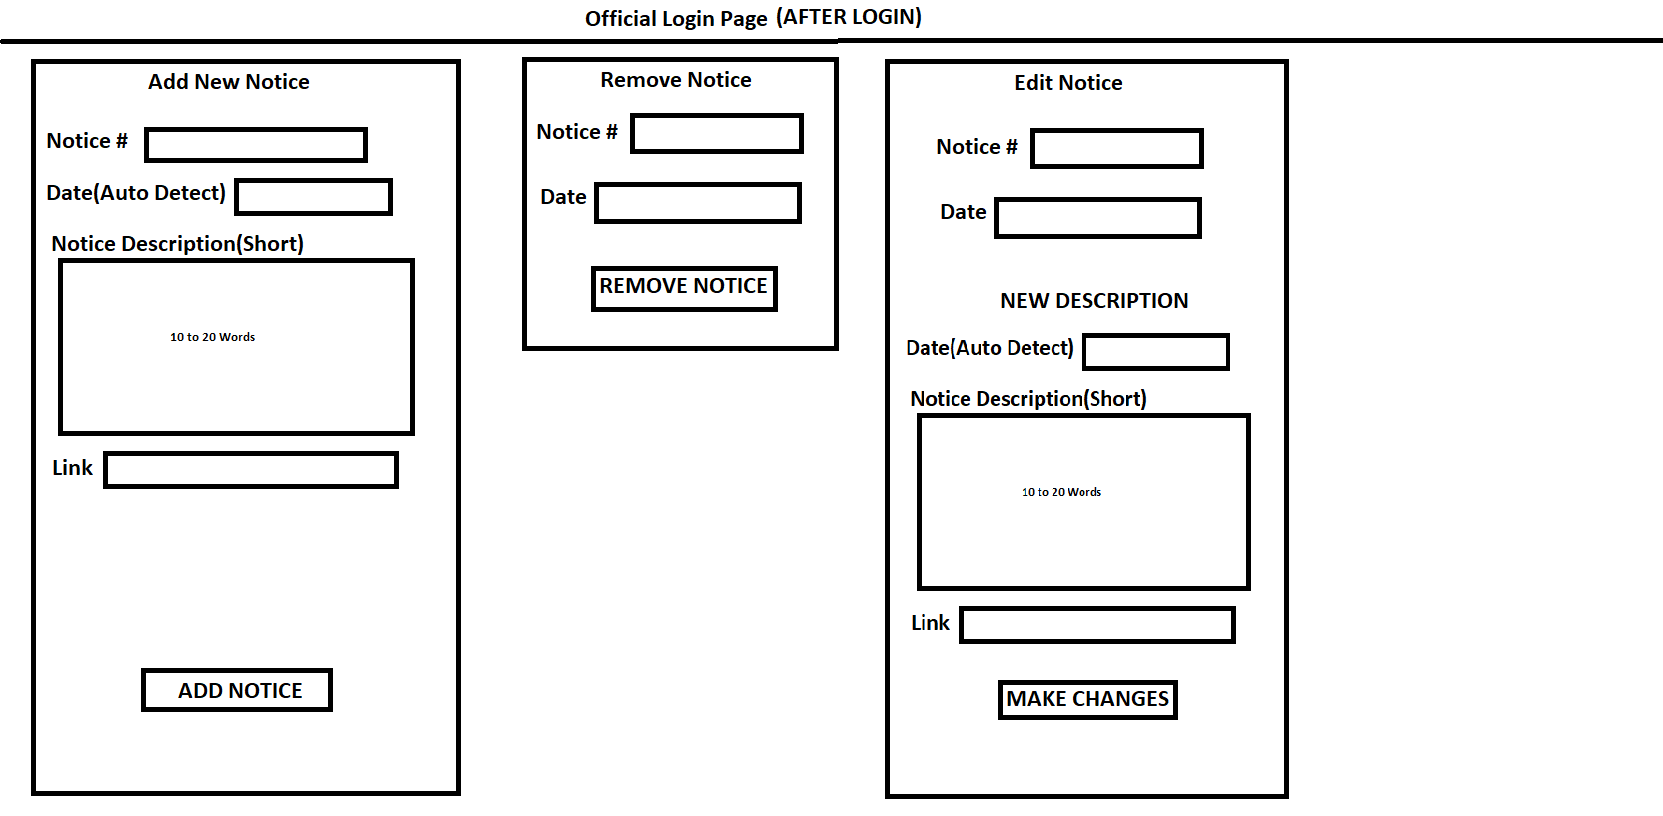 Official Login Page (AFTER LOGIN)
Add New Notice
Notice #
Date(Auto Detect)
Notice Description(Short)
10 to 20 Words
Link
ADD NOTICE
Remove Notice
Notice #
Date
REMOVE NOTICE
Edit Notice
Notice #
Date
NEW DESCRIPTION
Date(Auto Detect)
Notice Description(Short)
10 to 20 Words
Link
MAKE CHANGES